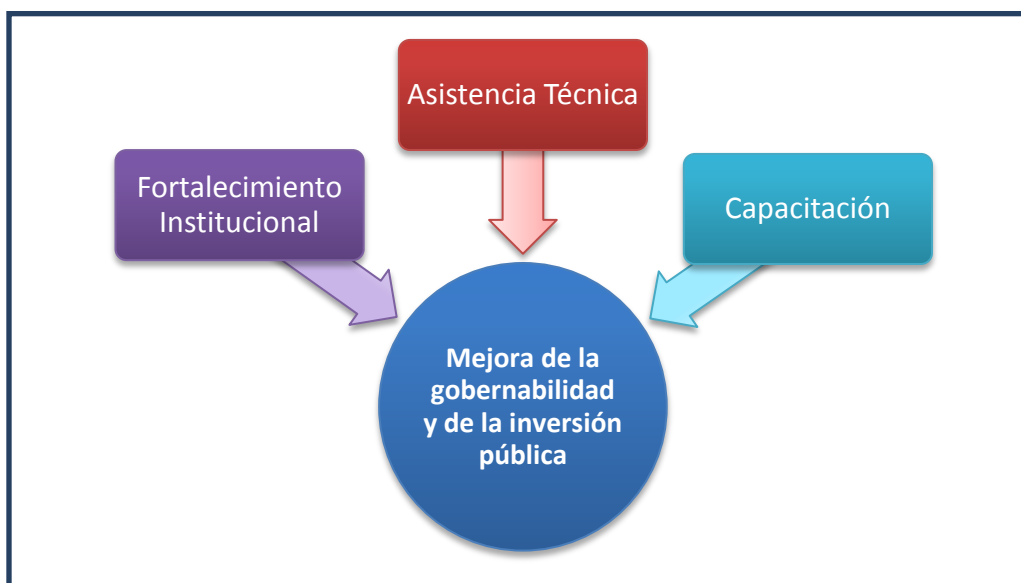 Asistencia Técnica
Fortalecimiento
Institucional
Capacitación
Mejora de la
gobernabilidad
y de la inversión
pública